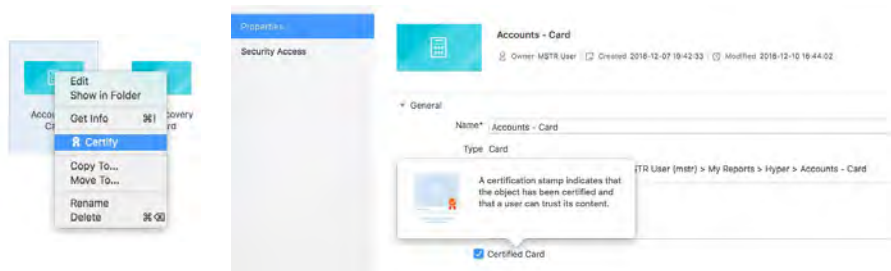 Edit
Show in Folder
Get Info ⌘I
Certify
Copy To...
Move To...
Rename
Delete ⌘⌫
Accou
Ca
covery
rd
Properties
Security Access
Accounts - Card
Owner MSTR User Created 2018-12-07 19:42:33 Modified 2018-12-10 16:44:02
General
Name* Accounts - Card
Type Card
STR User (mstr) > My Reports > Hyper > Accounts - Card
A certification stamp indicates that
the object has been certified and
that a user can trust its content.
Certified Card